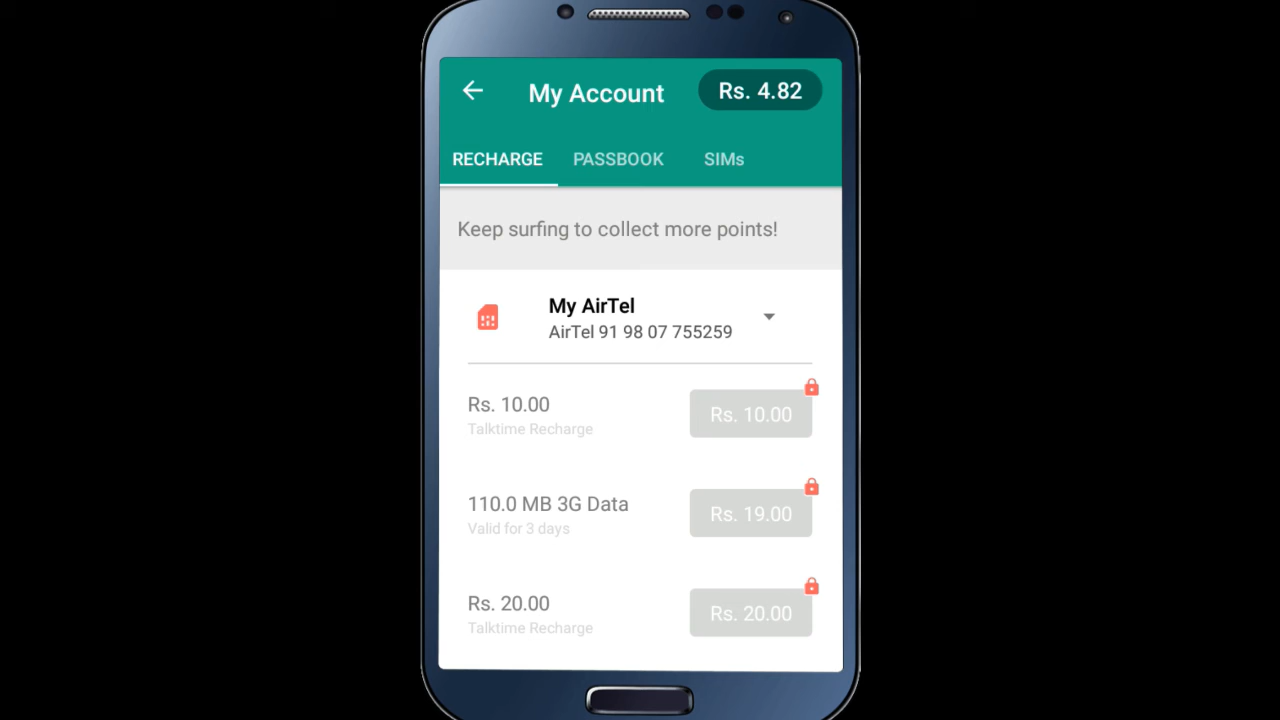 My Account
Rs. 4.82
RECHARGE PASSBOOK SIMs
Keep surfing to collect more points!
My AirTel
AirTel 91 98 07 755259
Rs. 10.00
Talktime Recharge
Rs. 10.00
110.0 MB 3G Data
Valid for 3 days
Rs. 19.00
Rs. 20.00
Talktime Recharge
Rs. 20.00